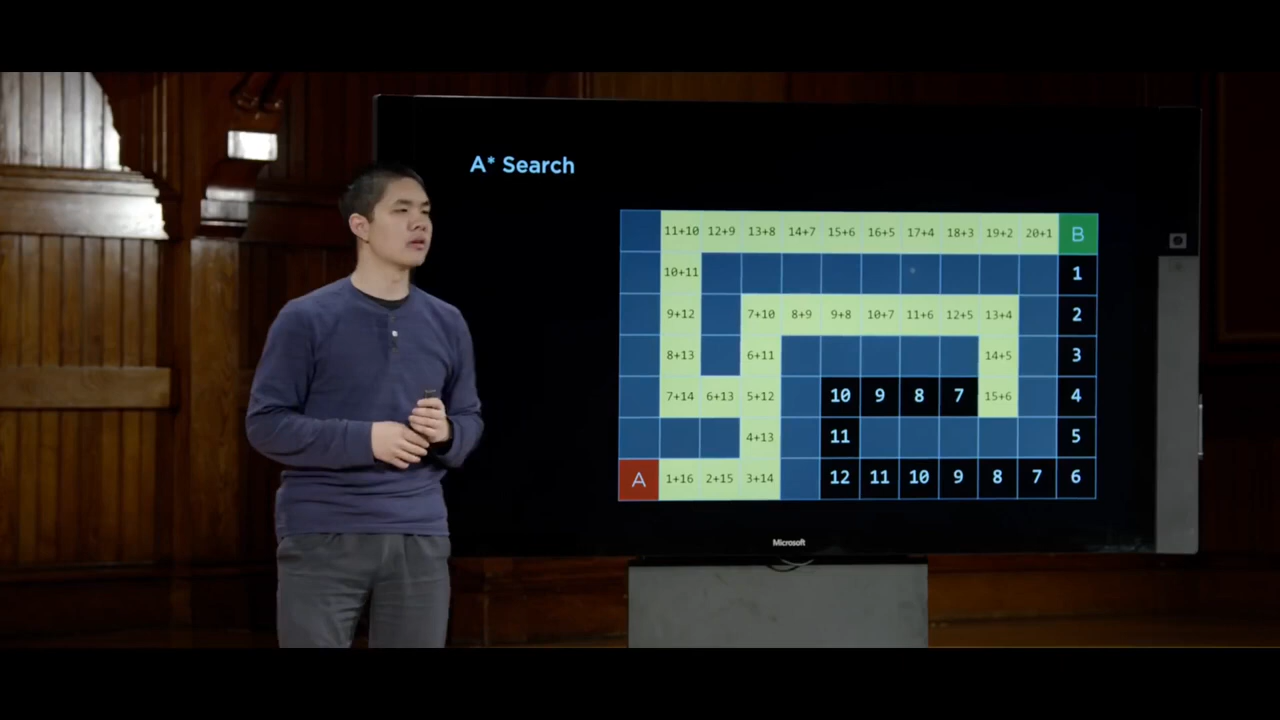 A* Search
11+10 12+9 13+8 14+7 15+6 16+5 17+4 18+3 19+2 20+1 B
10+11 1
9+12 7+10 8+9 9+8 10+7 11+6 12+5 13+4 2
8+13 6+11 14+5 3
7+14 6+13 5+12 10 9 8 7 15+6 4
4+13 11 5
A 1+16 2+15 3+14 12 11 10 9 8 7 6
Microsoft